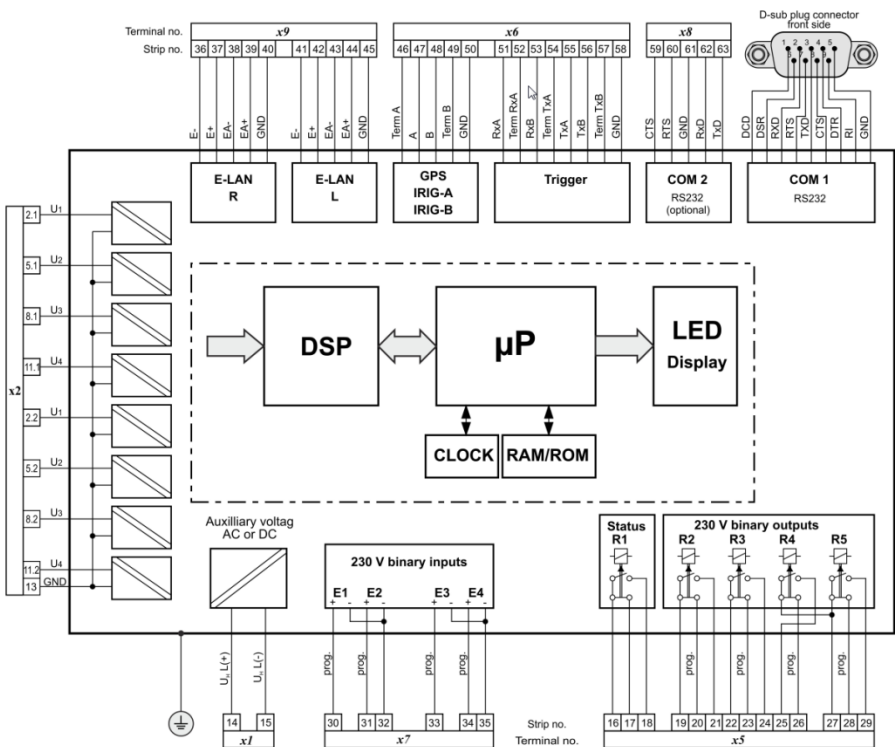 D-sub plug connector
front side
Terminal no. x9 x6 x8
Strip no. 36 37 38 39 40 41 42 43 44 45 46 47 48 49 50 51 52 53 54 55 56 57 58 59 60 61 62 63
1 2 3 4 5
6 7 8 9
E- E+ EA- EA+ GND E- E+ EA- EA+ GND Term A A B Term B GND RxA Term RxA RxB Term TxA TxA TxB Term TxB GND CTS RTS GND RxD TxD DCD DSR RXD RTS TXD CTS DTR RI GND
E-LAN
R
E-LAN
L
GPS
IRIG-A
IRIG-B
Trigger
COM 2
RS232
(optional)
COM 1
RS232
x2
2.1 U1
5.1 U2
8.1 U3
11.1 U4
2.2 U1
5.2 U2
8.2 U3
11.2 U4
13 GND
DSP
µP
LED
Display
CLOCK
RAM/ROM
Auxilliary voltag
AC or DC
230 V binary inputs
E1 E2 E3 E4
+ - + - + - + -
Status
R1
230 V binary outputs
R2 R3 R4 R5
L(+) L(-) prog. prog. prog. prog. prog. prog. prog.
14 15 30 31 32 33 34 35 Strip no. 16 17 18 19 20 21 22 23 24 25 26 27 28 29
x1 x7 Terminal no. x5